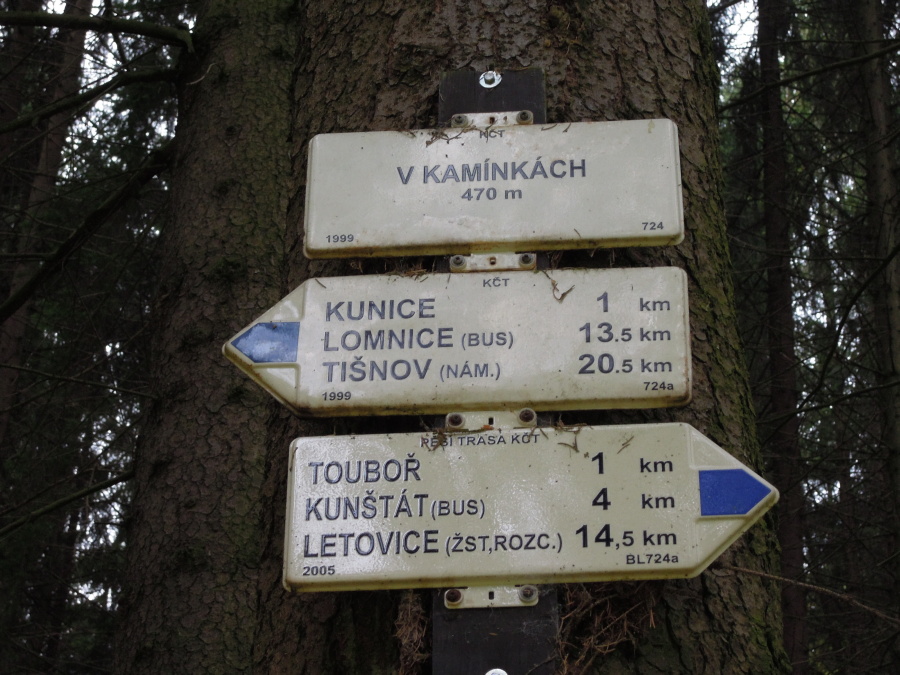 KČT
V KAMÍNKÁCH
470 m
1999 724
KČT
KUNICE 1 km
LOMNICE (BUS) 13.5 km
TIŠNOV (NÁM.) 20.5 km
1999 724a
PĚŠÍ TRASA KČT
TOUBOŘ 1 km
KUNŠTÁT(BUS) 4 km
LETOVICE (ŽST,ROZC.) 14,5 km
2005 BL724a